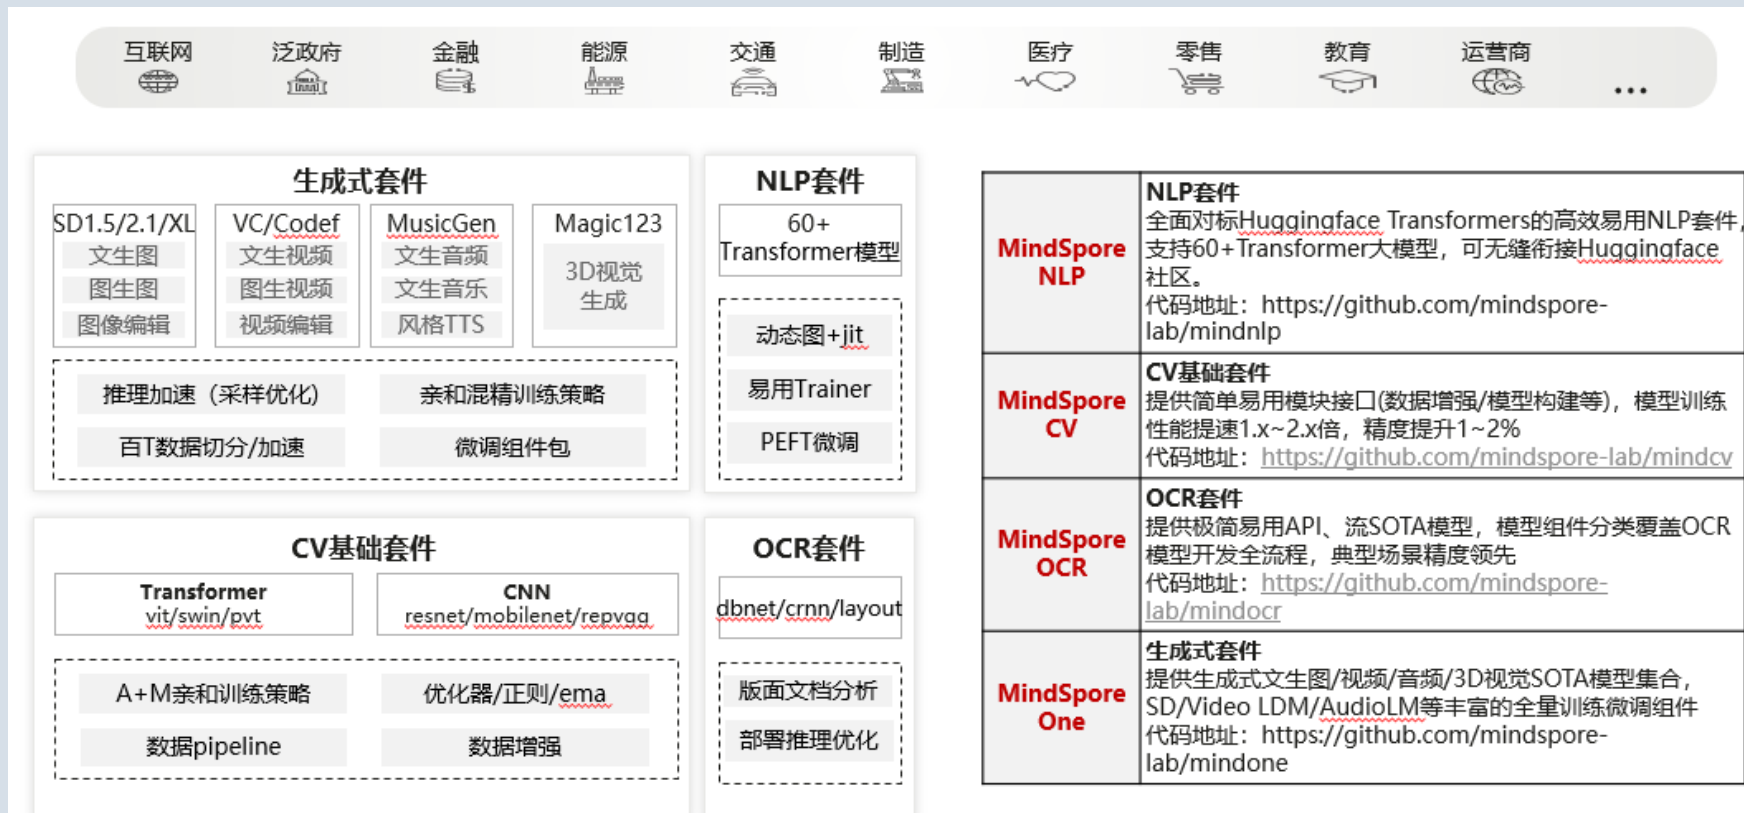 互联网 泛政府 金融 能源 交通 制造 医疗 零售 教育 运营商 ...
生成式套件
SD1.5/2.1/XL
文生图
图生图
图像编辑
VC/Codef
文生视频
图生视频
视频编辑
MusicGen
文生音频
文生音乐
风格TTS
Magic123
3D视觉
生成
推理加速（采样优化)
亲和混精训练策略
百T数据切分/加速
微调组件包
NLP套件
60+
Transformer模型
动态图+jit
易用Trainer
PEFT微调
CV基础套件
Transformer
vit/swin/pvt
CNN
resnet/mobilenet/repvgg
A+M亲和训练策略
优化器/正则/ema
数据pipeline
数据增强
OCR套件
dbnet/crnn/layout
版面文档分析
部署推理优化
MindSpore
NLP
NLP套件
全面对标Huggingface Transformers的高效易用NLP套件,
支持60+Transformer大模型，可无缝衔接Huggingface
社区。
代码地址：https://github.com/mindspore-
lab/mindnlp
MindSpore
CV
CV基础套件
提供简单易用模块接口(数据增强/模型构建等)，模型训练
性能提速1.x~2.x倍，精度提升1~2%
代码地址：https://github.com/mindspore-lab/mindcv
MindSpore
OCR
OCR套件
提供极简易用API、流SOTA模型，模型组件分类覆盖OCR
模型开发全流程，典型场景精度领先
代码地址：https://github.com/mindspore-
lab/mindocr
MindSpore
One
生成式套件
提供生成式文生图/视频/音频/3D视觉SOTA模型集合，
SD/Video LDM/AudioLM等丰富的全量训练微调组件
代码地址：https://github.com/mindspore-
lab/mindone